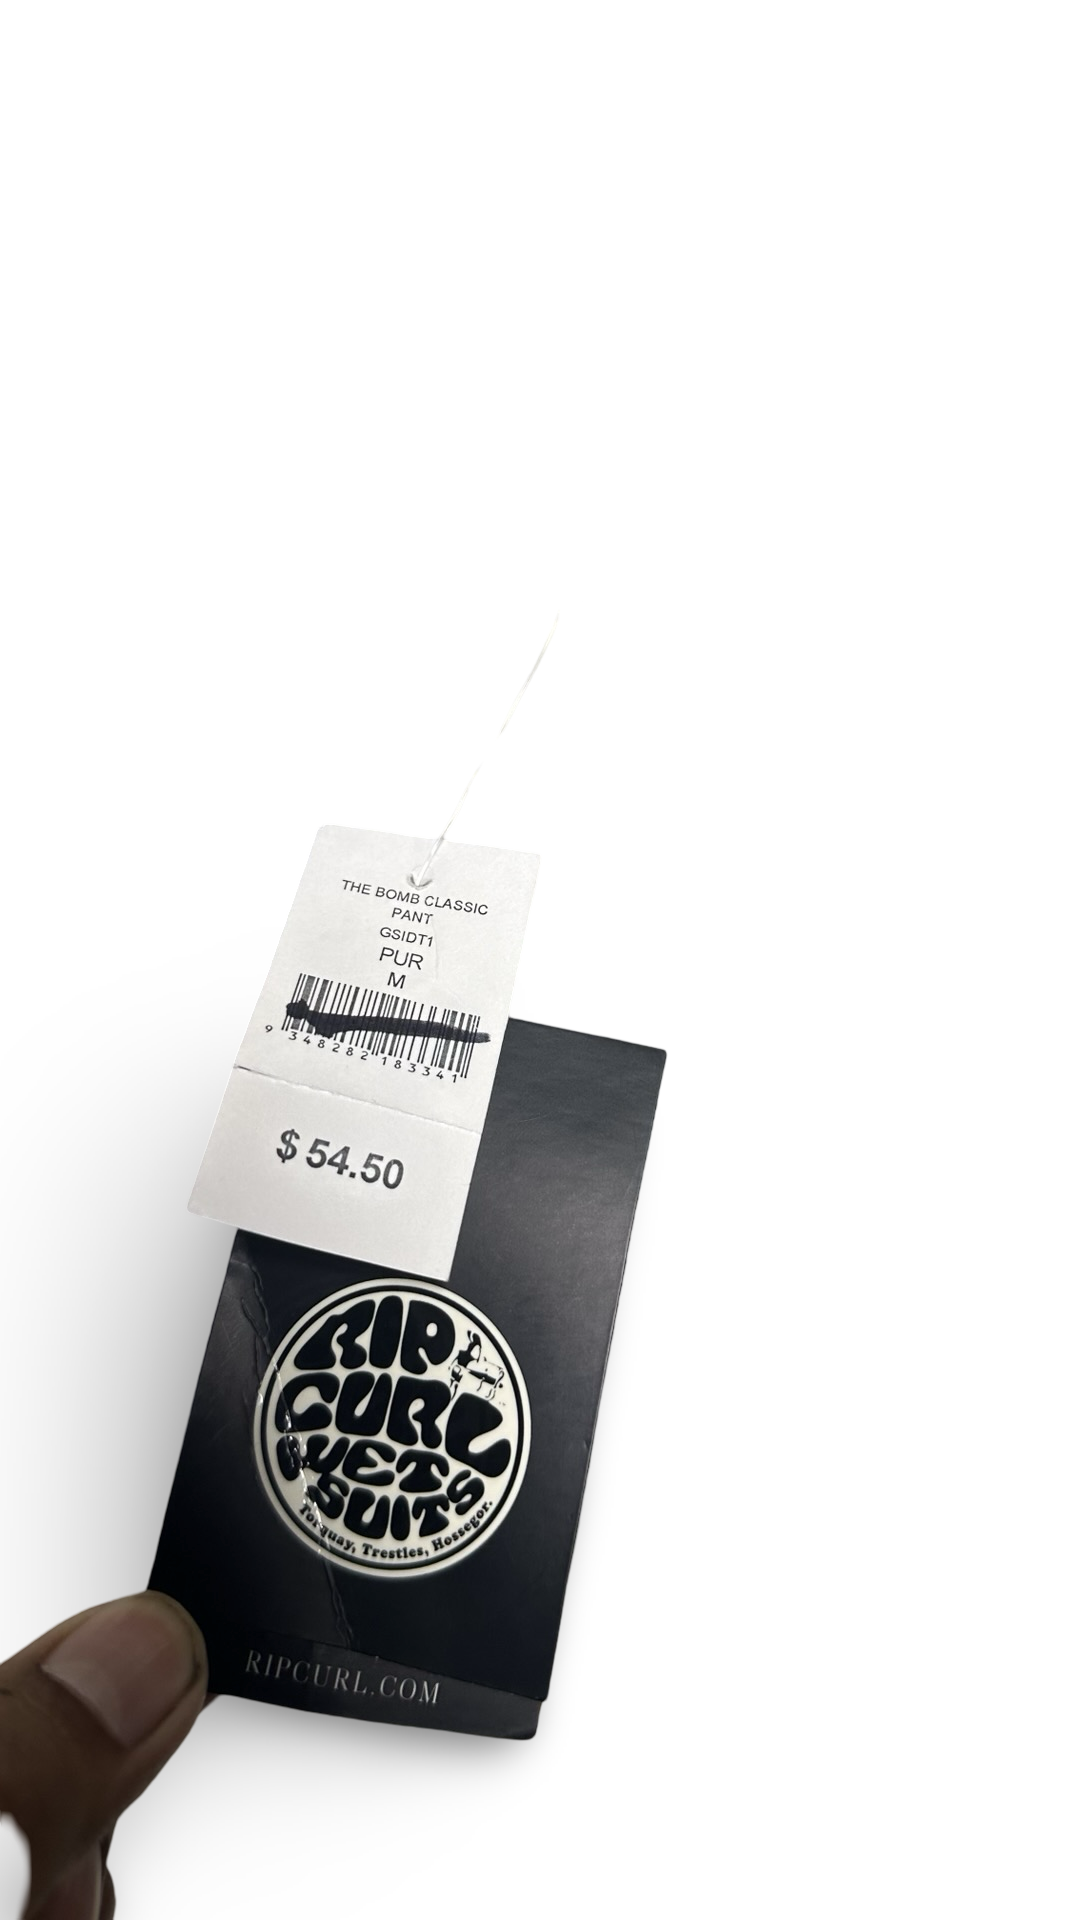 THE BOMB CLASSIC
PANT
GSIDT1
PUR
M
9 348282 183341
$ 54.50
RIP
CURL
WET
SUITS
Torquay, Trestles, Hossegor.
RIPCURL.COM